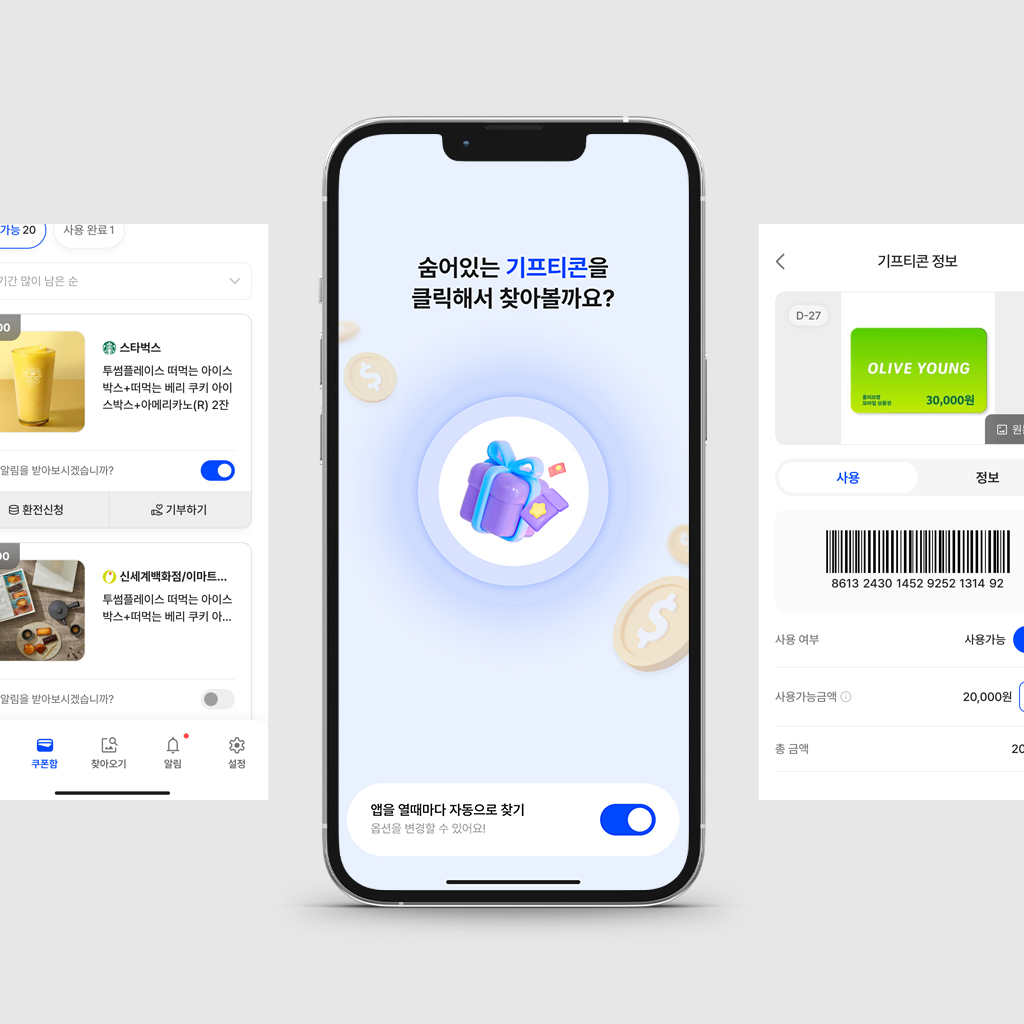 가능 20
사용 완료 1
기간 많이 남은 순
00
스타벅스
투썸플레이스 떠먹는 아이스
박스+떠먹는 베리 쿠키 아이
스박스+아메리카노(R) 2잔
알림을 받아보시겠습니까?
환전신청
기부하기
00
신세계백화점/이마트...
투썸플레이스 떠먹는 아이스
박스+떠먹는 베리 쿠키 아...
알림을 받아보시겠습니까?
쿠폰함
찾아오기
알림
설정
숨어있는 기프티콘을
클릭해서 찾아볼까요?
앱을 열때마다 자동으로 찾기
옵션을 변경할 수 있어요!
기프티콘 정보
D-27
OLIVE YOUNG
올리브영
모바일 상품권
30,000원
원
사용
정보
8613 2430 1452 9252 1314 92
사용 여부
사용가능
사용가능금액
20,000원
총 금액
20